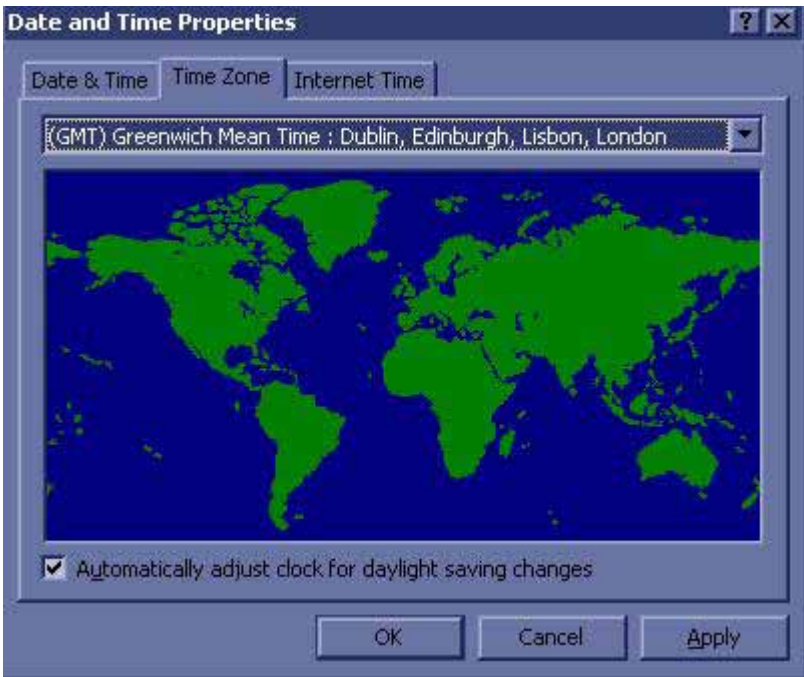 Date and Time Properties
Date & Time Time Zone Internet Time
(GMT) Greenwich Mean Time : Dublin, Edinburgh, Lisbon, London
Automatically adjust clock for daylight saving changes
OK Cancel Apply